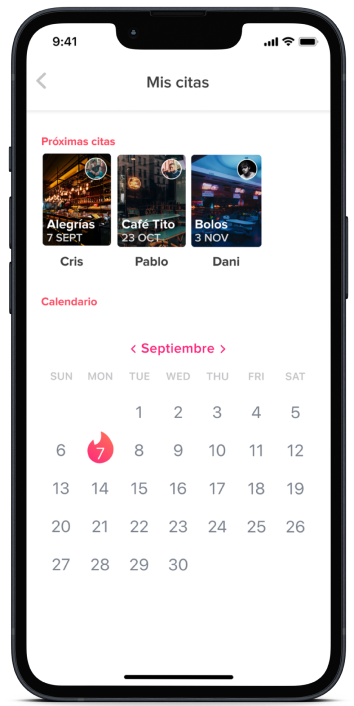 9:41
Mis citas
Próximas citas
Alegrías
7 SEPT
Café Tito
23 OCT
Bolos
3 NOV
Cris Pablo Dani
Calendario
< Septiembre >
SUN MON TUE WED THU FRI SAT
1 2 3 4 5
6 7 8 9 10 11 12
13 14 15 16 17 18 19
20 21 22 23 24 25 26
27 28 29 30